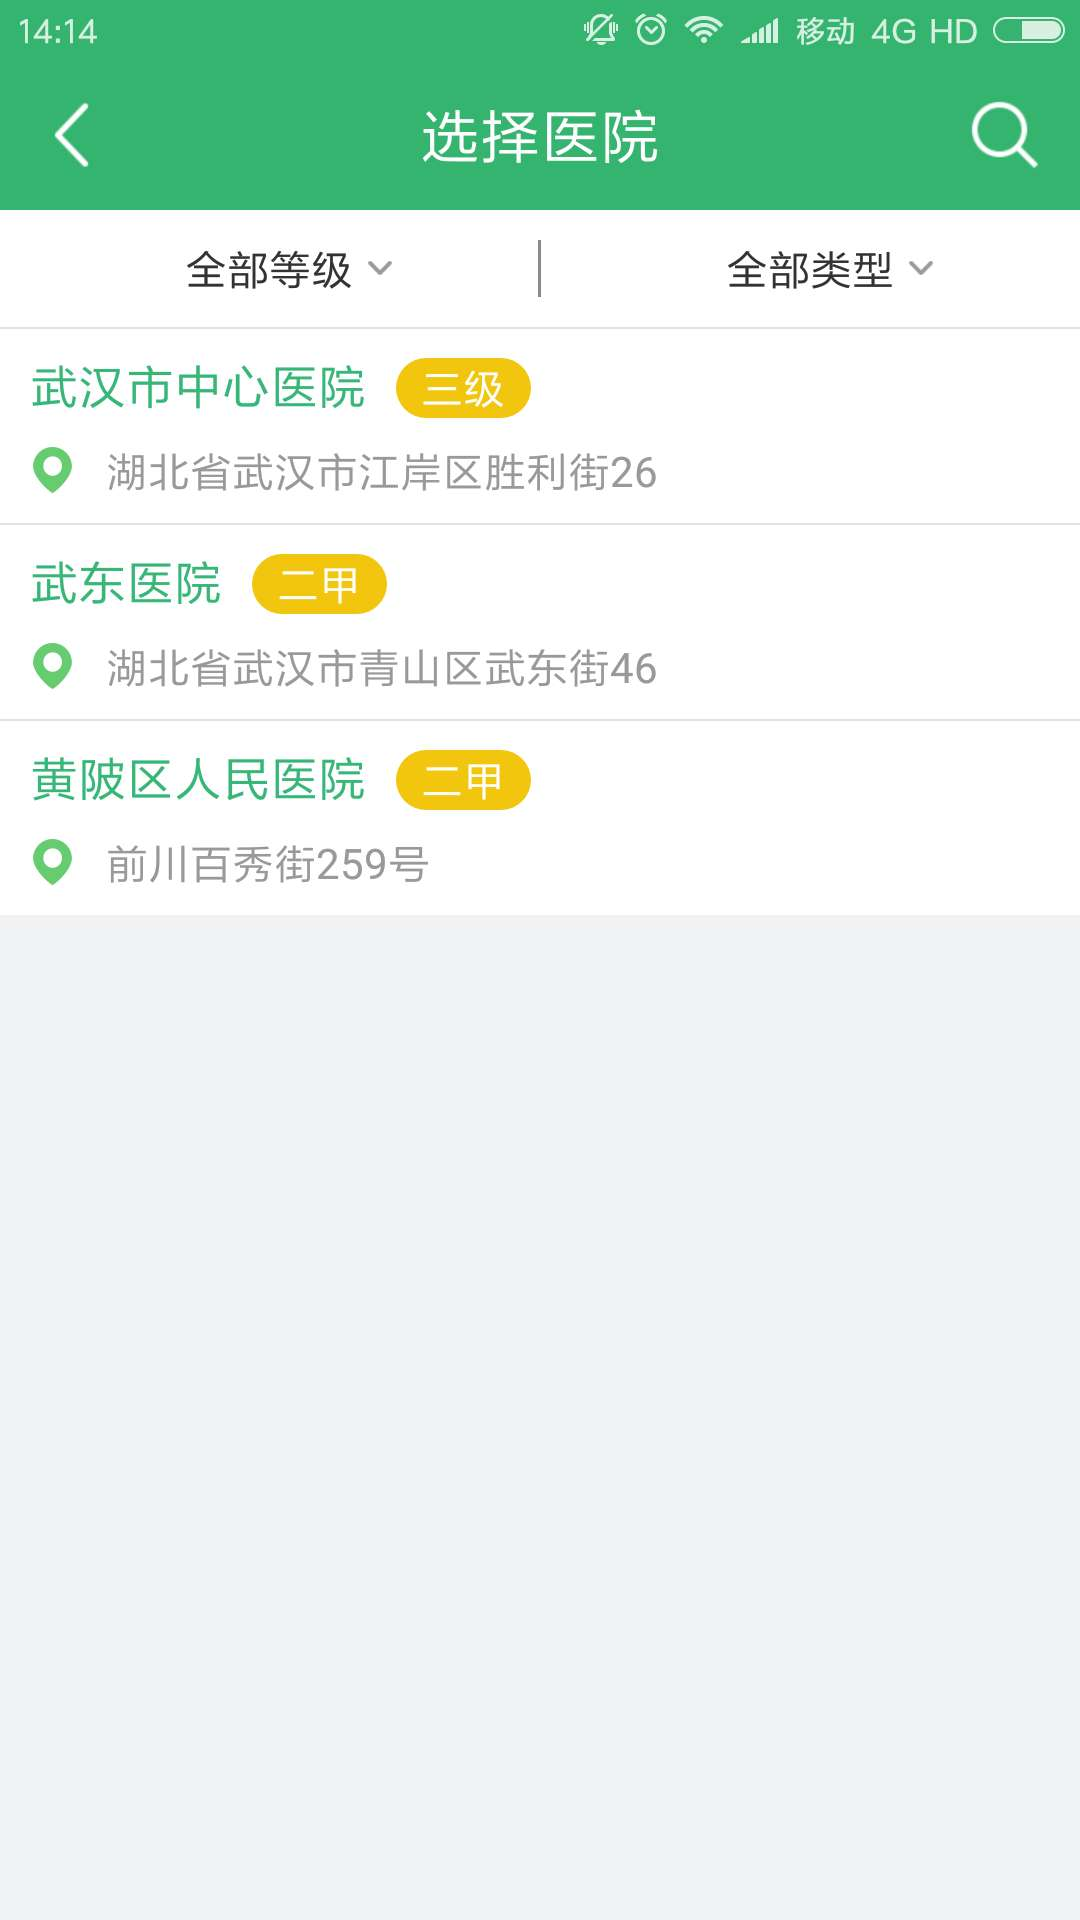 14:14 移动 4G HD
选择医院
全部等级 全部类型
武汉市中心医院 三级
湖北省武汉市江岸区胜利街26
武东医院 二甲
湖北省武汉市青山区武东街46
黄陂区人民医院 二甲
前川百秀街259号